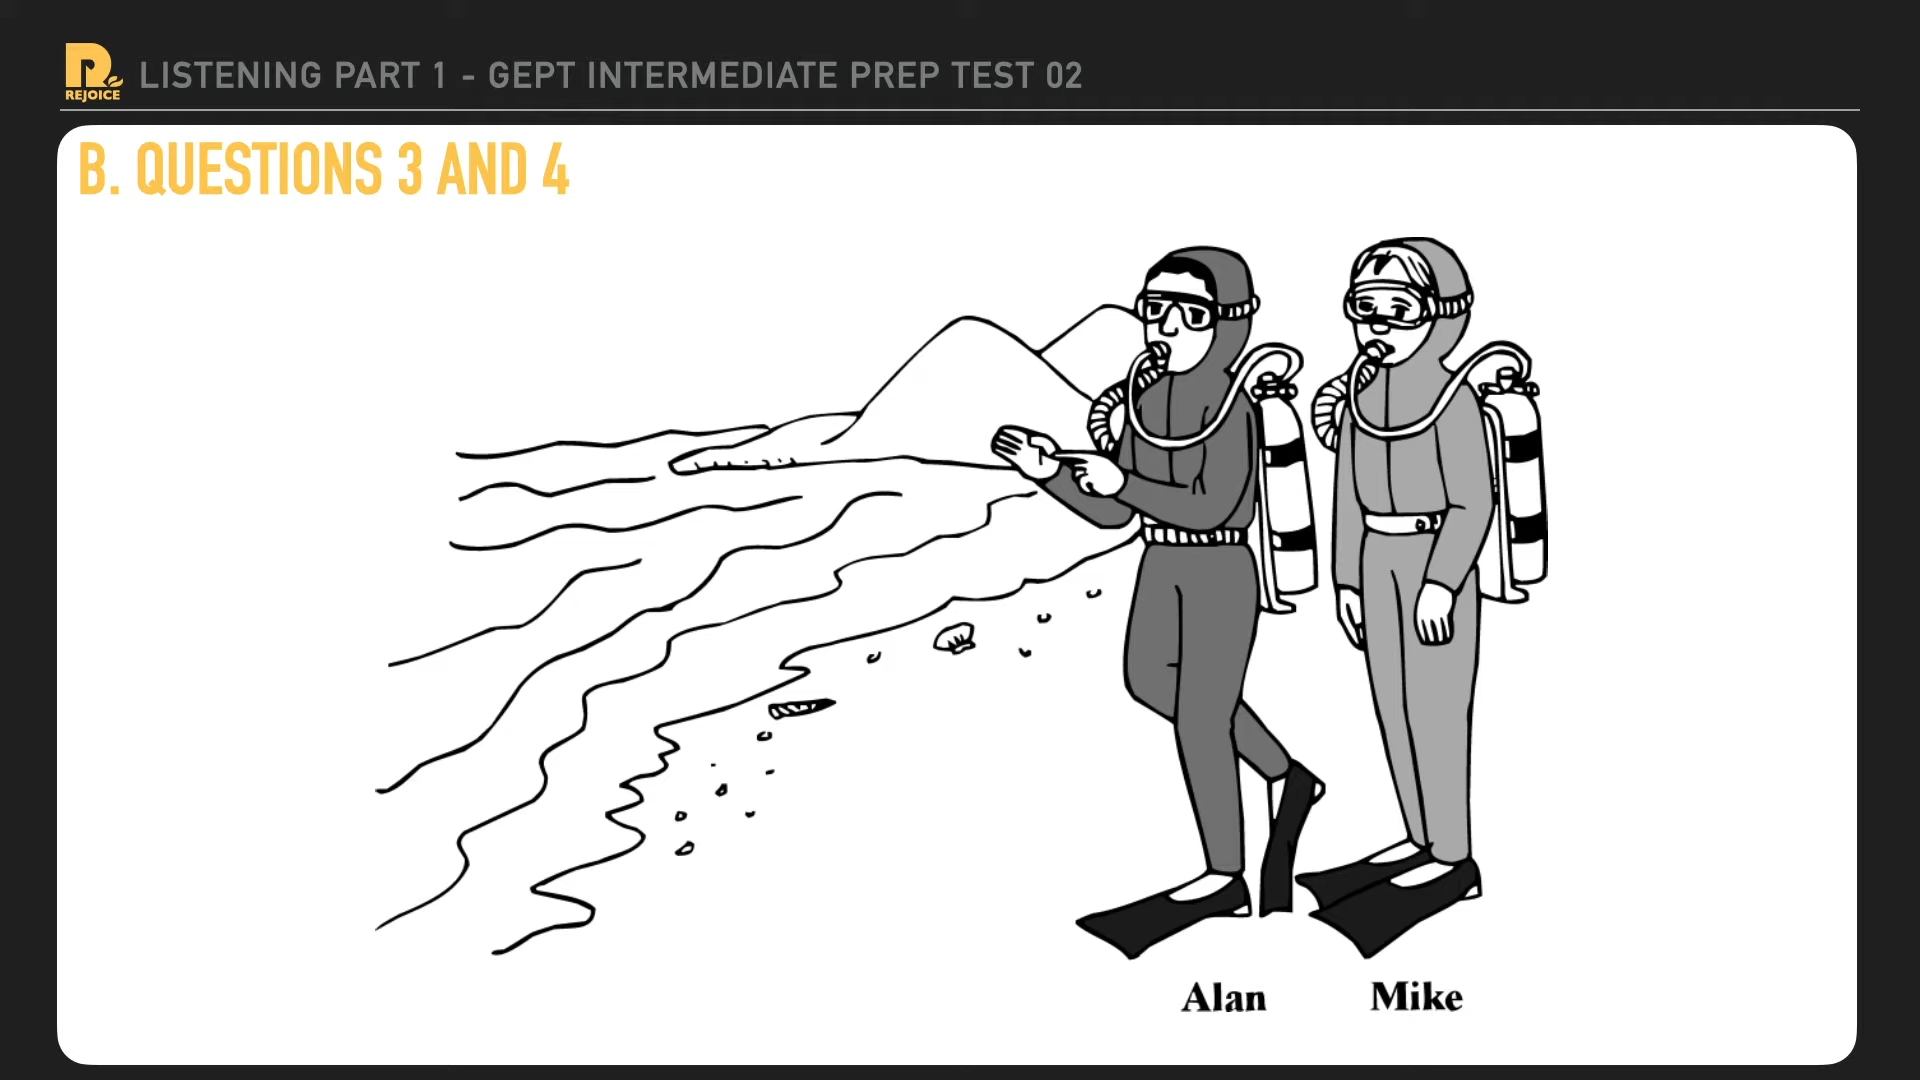 REJOICE
LISTENING PART 1 - GEPT INTERMEDIATE PREP TEST 02
B. QUESTIONS 3 AND 4
Alan
Mike